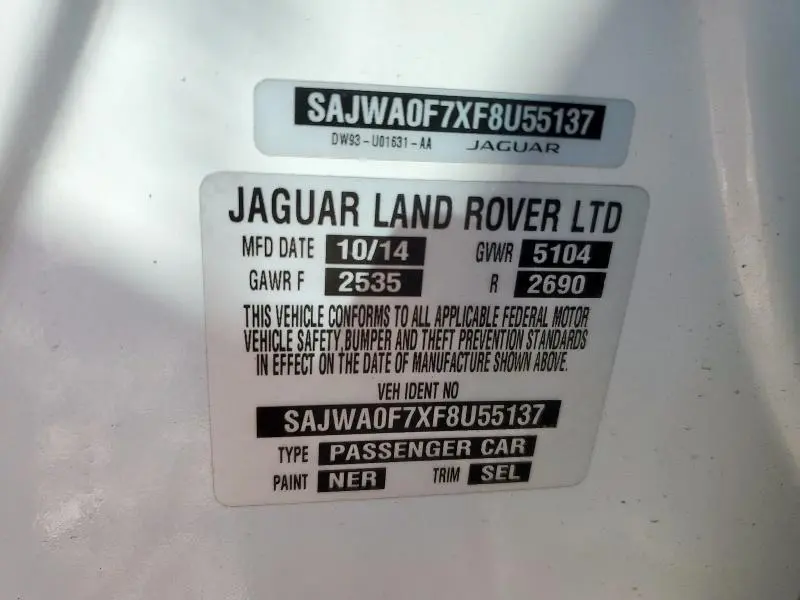 SAJWA0F7XF8U55137
DW93-U01631-AA JAGUAR
JAGUAR LAND ROVER LTD
MFD DATE 10/14 GVWR 5104
GAWR F 2535 R 2690
THIS VEHICLE CONFORMS TO ALL APPLICABLE FEDERAL MOTOR
VEHICLE SAFETY,BUMPER AND THEFT PREVENTION STANDARDS
IN EFFECT ON THE DATE OF MANUFACTURE SHOWN ABOVE.
VEH IDENT NO
SAJWA0F7XF8U55137
TYPE PASSENGER CAR
PAINT NER TRIM SEL